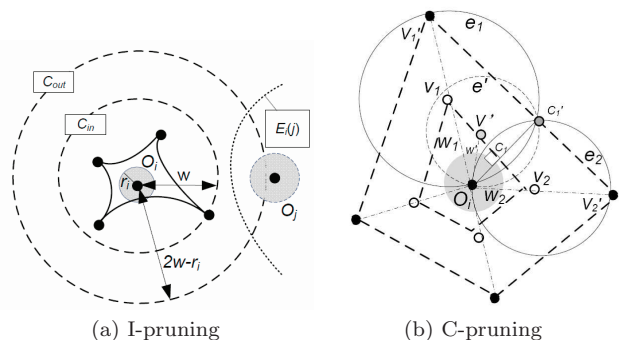 C_out
C_in
E_i(j)
O_i
r_i
w
O_j
2w-r_i
(a) I-pruning
V_1'
e_1
e'
v_1
C_1'
v'
w_1
w'
C_1
e_2
w_2
v_2
O_i
V_2'
(b) C-pruning